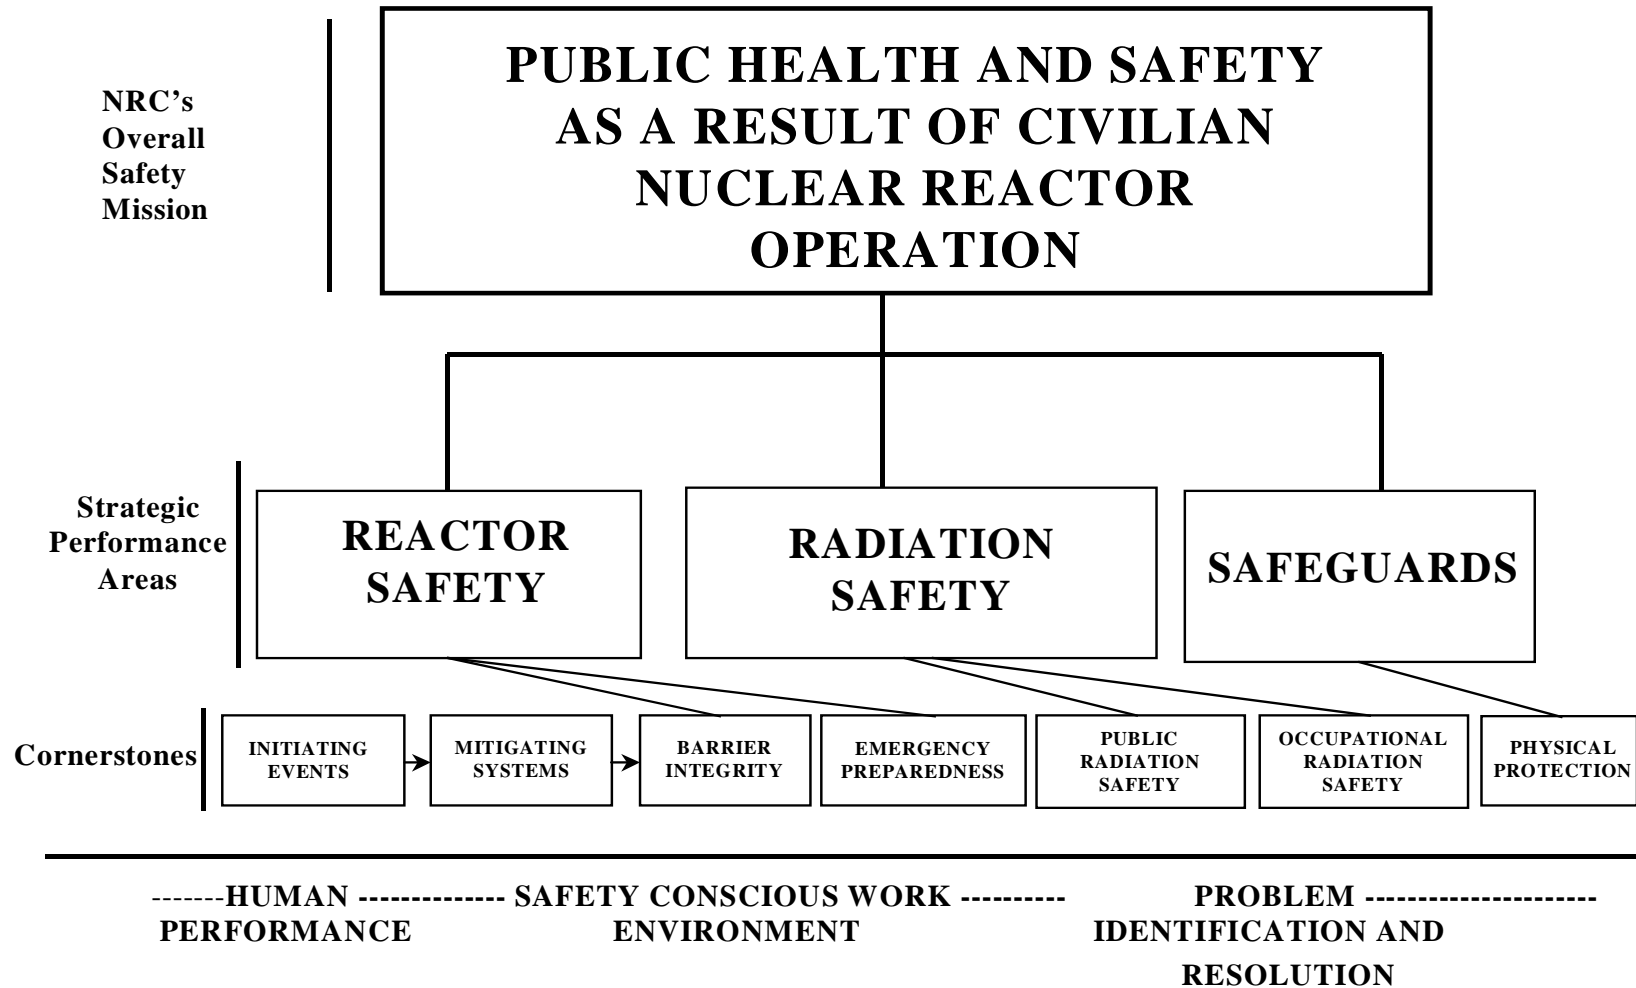 NRC's
Overall
Safety
Mission
PUBLIC HEALTH AND SAFETY
AS A RESULT OF CIVILIAN
NUCLEAR REACTOR
OPERATION
Strategic
Performance
Areas
REACTOR
SAFETY
RADIATION
SAFETY
SAFEGUARDS
Cornerstones
INITIATING
EVENTS
MITIGATING
SYSTEMS
BARRIER
INTEGRITY
EMERGENCY
PREPAREDNESS
PUBLIC
RADIATION
SAFETY
OCCUPATIONAL
RADIATION
SAFETY
PHYSICAL
PROTECTION
-------HUMAN -------------- SAFETY CONSCIOUS WORK ---------- PROBLEM ----------------------
PERFORMANCE ENVIRONMENT IDENTIFICATION AND
RESOLUTION